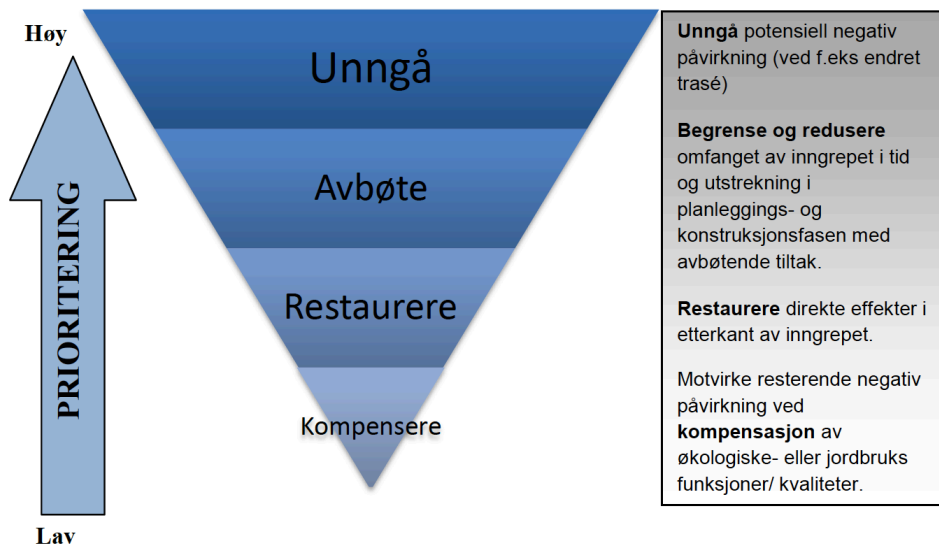 Høy
PRIORITERING
Lav
Unngå
Avbøte
Restaurere
Kompensere
Unngå potensiell negativ
påvirkning (ved f.eks endret
trasé)
Begrense og redusere
omfanget av inngrepet i tid
og utstrekning i
planleggings- og
konstruksjonsfasen med
avbøtende tiltak.
Restaurere direkte effekter i
etterkant av inngrepet.
Motvirke resterende negativ
påvirkning ved
kompensasjon av
økologiske- eller jordbruks
funksjoner/ kvaliteter.